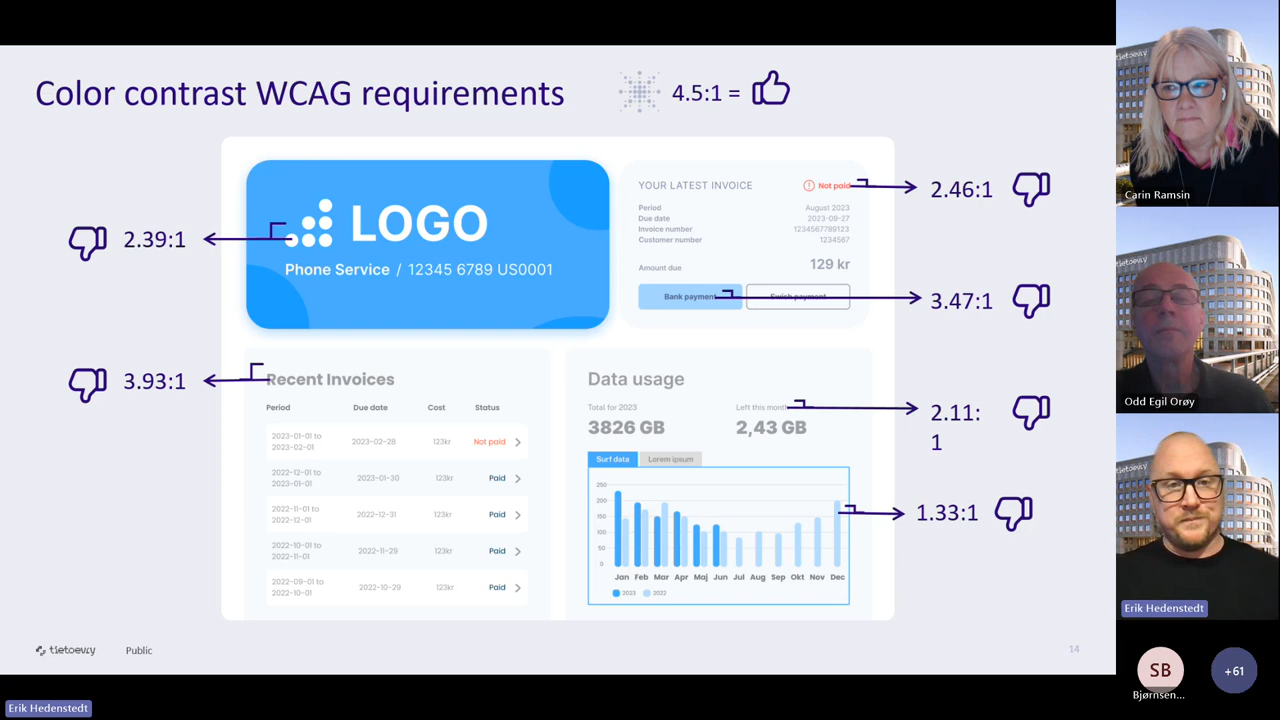 Color contrast WCAG requirements
4.5:1 =
LOGO
Phone Service / 12345 6789 US0001
YOUR LATEST INVOICE
Not paid
Period August 2023
Due date 2023-09-27
Invoice number 1234567789123
Customer number 1234567
Amount due 129 kr
Bank payment
Swish payment
2.39:1
3.93:1
2.46:1
3.47:1
2.11:
1
1.33:1
Recent Invoices
Period Due date Cost Status
2023-01-01 to
2023-02-01
2023-02-28 123kr Not paid
2022-12-01 to
2023-01-01
2023-01-30 123kr Paid
2022-11-01 to
2022-12-01
2022-12-31 123kr Paid
2022-10-01 to
2022-11-01
2022-11-29 123kr Paid
2022-09-01 to
2022-10-01
2022-10-29 123kr Paid
Data usage
Total for 2023
3826 GB
Left this month
2,43 GB
Surf data
Lorem ipsum
250
200
150
100
50
0
Jan Feb Mar Apr Maj Jun Jul Aug Sep Okt Nov Dec
2023 2022
tietoevry
Public
14
Erik Hedenstedt
tietoevry
Carin Ramsin
tietoevry
Odd Egil Orøy
tietoevry
Erik Hedenstedt
SB
Bjørnsen...
+61